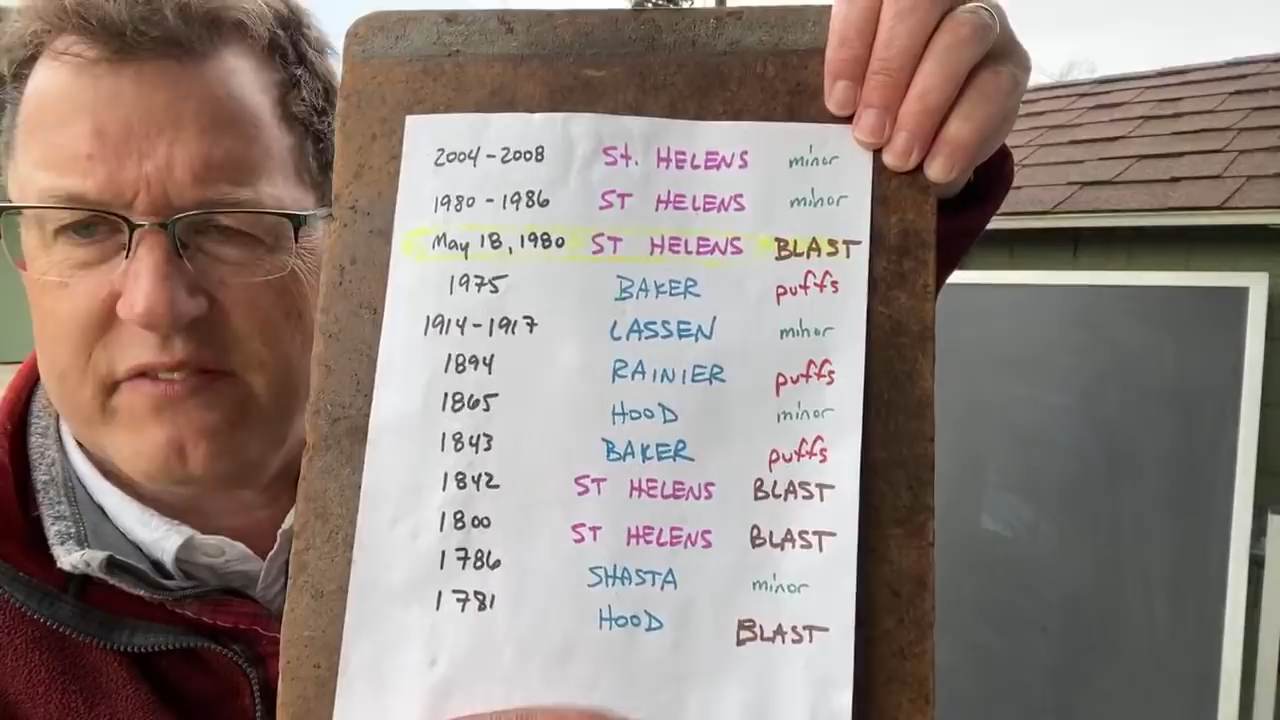 2004-2008 St. HELENS minor
1980-1986 ST HELENS minor
May 18, 1980 ST HELENS BLAST
1975 BAKER puffs
1914-1917 LASSEN minor
1894 RAINIER puffs
1865 HOOD minor
1843 BAKER puffs
1842 ST HELENS BLAST
1800 ST HELENS BLAST
1786 SHASTA minor
1781 HOOD BLAST